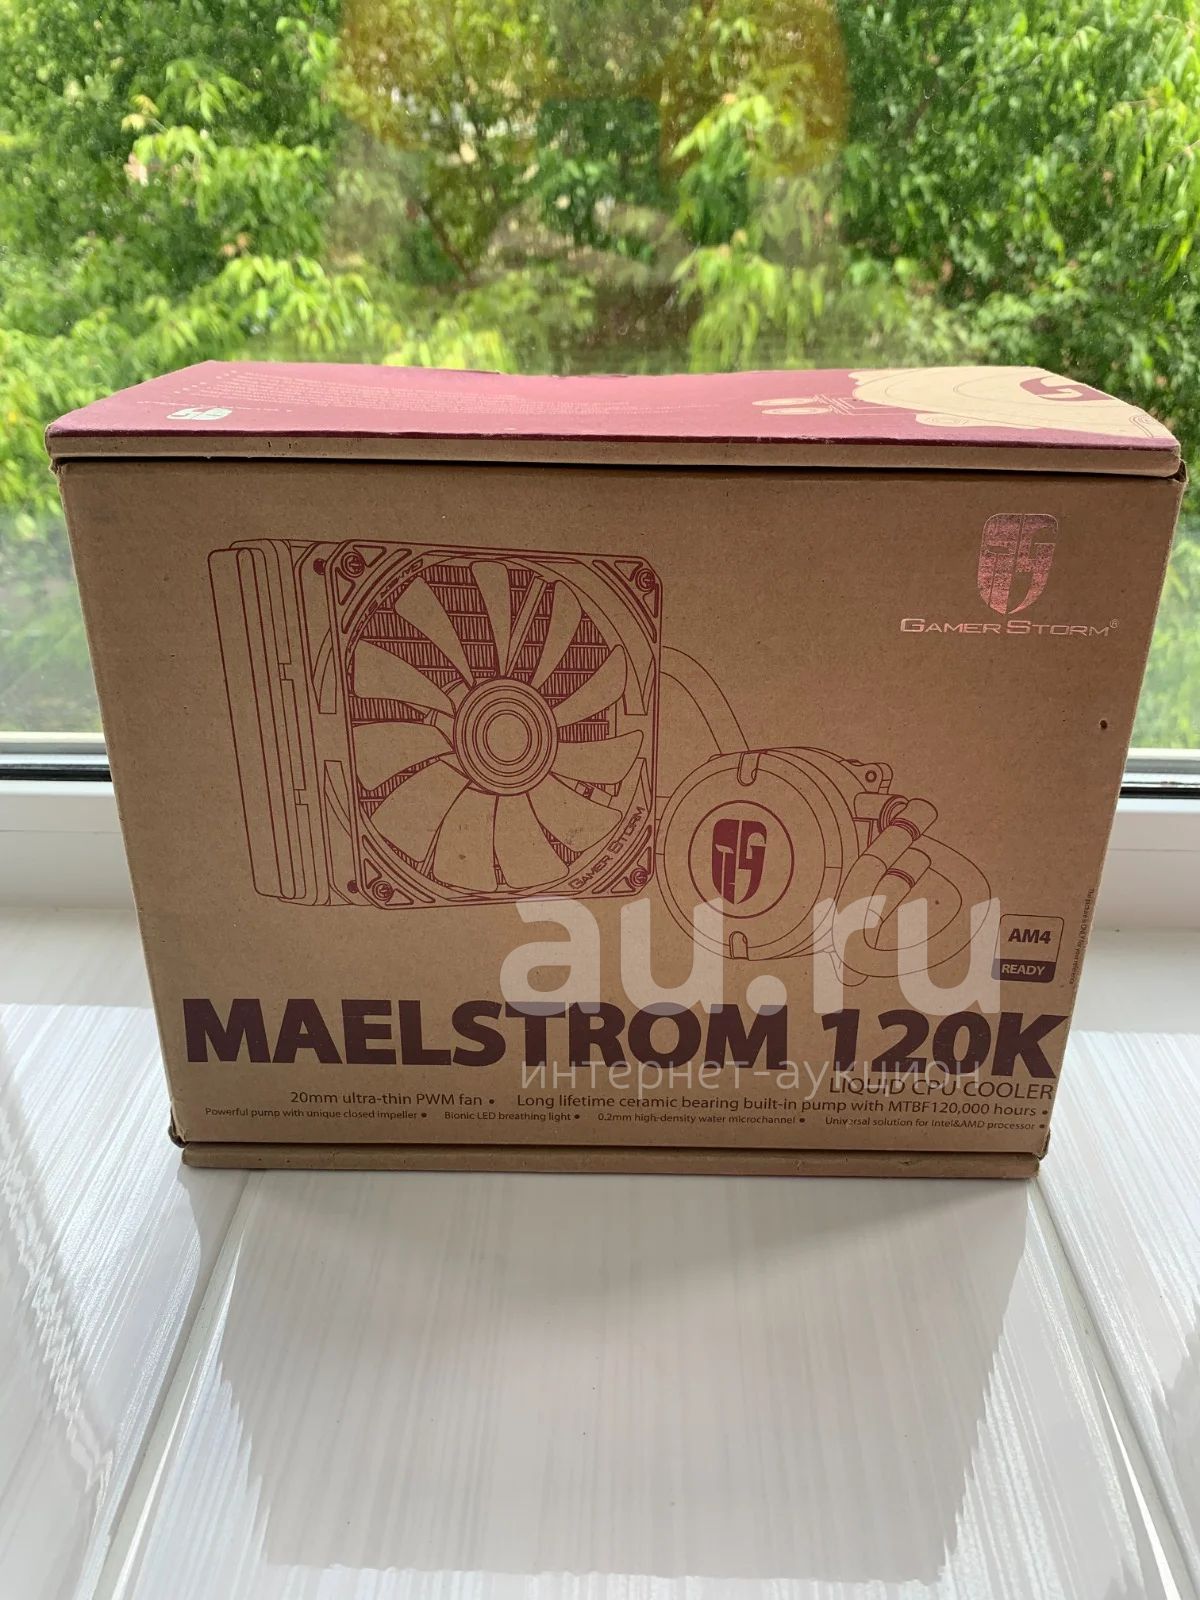 GAMER STORM®
GAMER STORM
AM4
READY
au.ru
MAELSTROM 120K
интернет-аукцион
LIQUID CPU COOLER
20mm ultra-thin PWM fan • Long lifetime ceramic bearing built-in pump with MTBF120,000 hours •
Powerful pump with unique closed impeller • Bionic LED breathing light • 0.2mm high-density water microchannel • Universal solution for Intel&AMD processor •